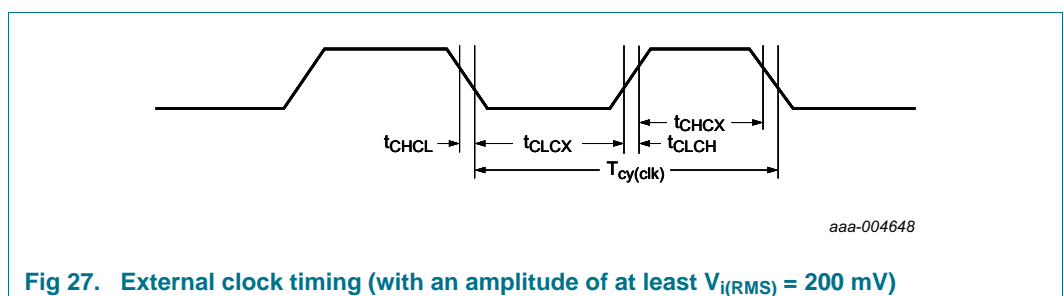 tCHCX
tCHCL tCLCX tCLCH
Tcy(clk)
aaa-004648
Fig 27. External clock timing (with an amplitude of at least Vi(RMS) = 200 mV)